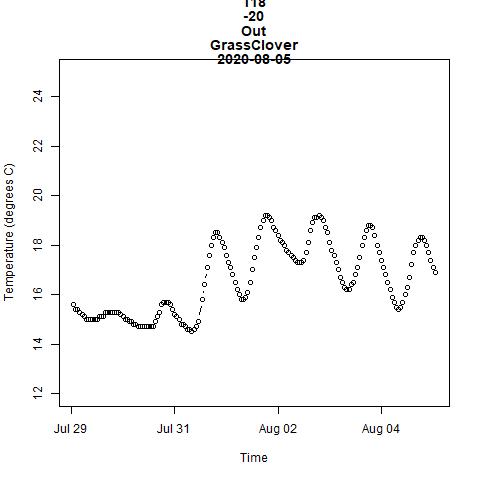 118
-20
Out
GrassClover
2020-08-05
Temperature (degrees C)
24
22
20
18
16
14
12
Jul 29
Jul 31
Aug 02
Aug 04
Time